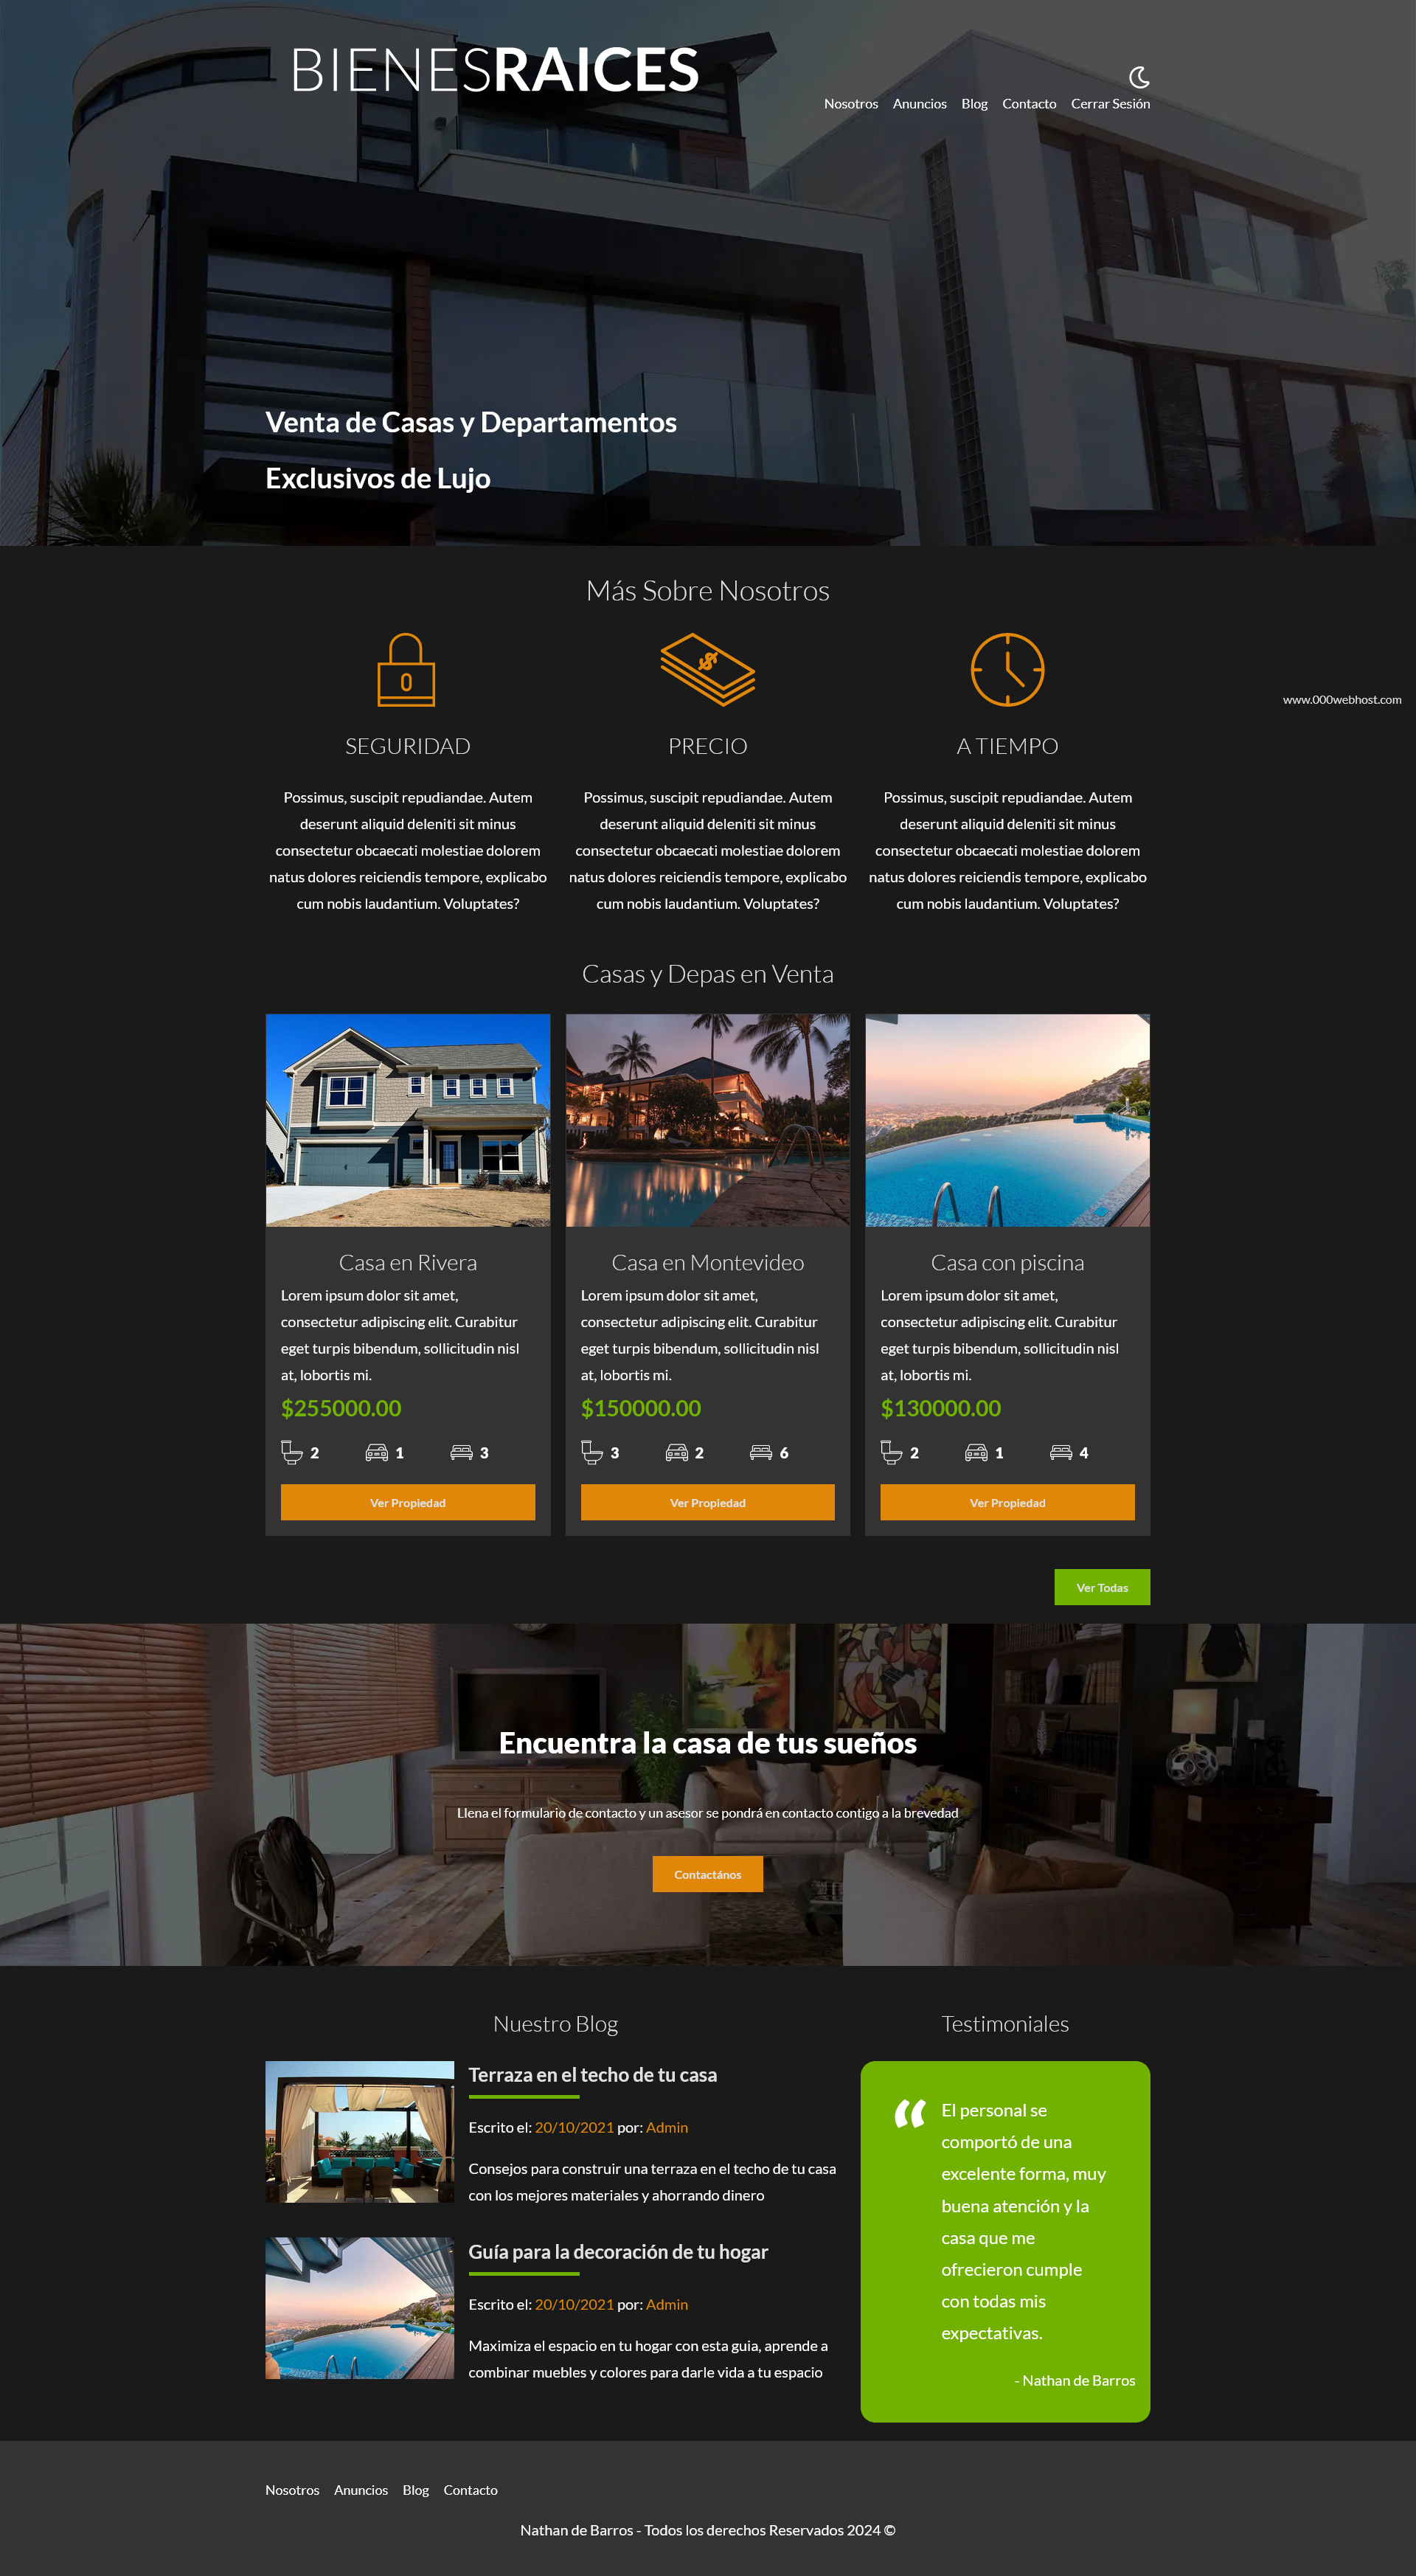 BIENESRAICES
Nosotros Anuncios Blog Contacto Cerrar Sesión
Venta de Casas y Departamentos
Exclusivos de Lujo
Más Sobre Nosotros
www.000webhost.com
SEGURIDAD
Possimus, suscipit repudiandae. Autem
deserunt aliquid deleniti sit minus
consectetur obcaecati molestiae dolorem
natus dolores reiciendis tempore, explicabo
cum nobis laudantium. Voluptates?
PRECIO
Possimus, suscipit repudiandae. Autem
deserunt aliquid deleniti sit minus
consectetur obcaecati molestiae dolorem
natus dolores reiciendis tempore, explicabo
cum nobis laudantium. Voluptates?
A TIEMPO
Possimus, suscipit repudiandae. Autem
deserunt aliquid deleniti sit minus
consectetur obcaecati molestiae dolorem
natus dolores reiciendis tempore, explicabo
cum nobis laudantium. Voluptates?
Casas y Depas en Venta
Casa en Rivera
Lorem ipsum dolor sit amet,
consectetur adipiscing elit. Curabitur
eget turpis bibendum, sollicitudin nisl
at, lobortis mi.
$255000.00
2 1 3
Ver Propiedad
Casa en Montevideo
Lorem ipsum dolor sit amet,
consectetur adipiscing elit. Curabitur
eget turpis bibendum, sollicitudin nisl
at, lobortis mi.
$150000.00
3 2 6
Ver Propiedad
Casa con piscina
Lorem ipsum dolor sit amet,
consectetur adipiscing elit. Curabitur
eget turpis bibendum, sollicitudin nisl
at, lobortis mi.
$130000.00
2 1 4
Ver Propiedad
Ver Todas
Encuentra la casa de tus sueños
Llena el formulario de contacto y un asesor se pondrá en contacto contigo a la brevedad
Contactános
Nuestro Blog
Terraza en el techo de tu casa
Escrito el: 20/10/2021 por: Admin
Consejos para construir una terraza en el techo de tu casa
con los mejores materiales y ahorrando dinero
Guía para la decoración de tu hogar
Escrito el: 20/10/2021 por: Admin
Maximiza el espacio en tu hogar con esta guia, aprende a
combinar muebles y colores para darle vida a tu espacio
Testimoniales
“ El personal se
comportó de una
excelente forma, muy
buena atención y la
casa que me
ofrecieron cumple
con todas mis
expectativas.
- Nathan de Barros
Nosotros Anuncios Blog Contacto
Nathan de Barros - Todos los derechos Reservados 2024 ©